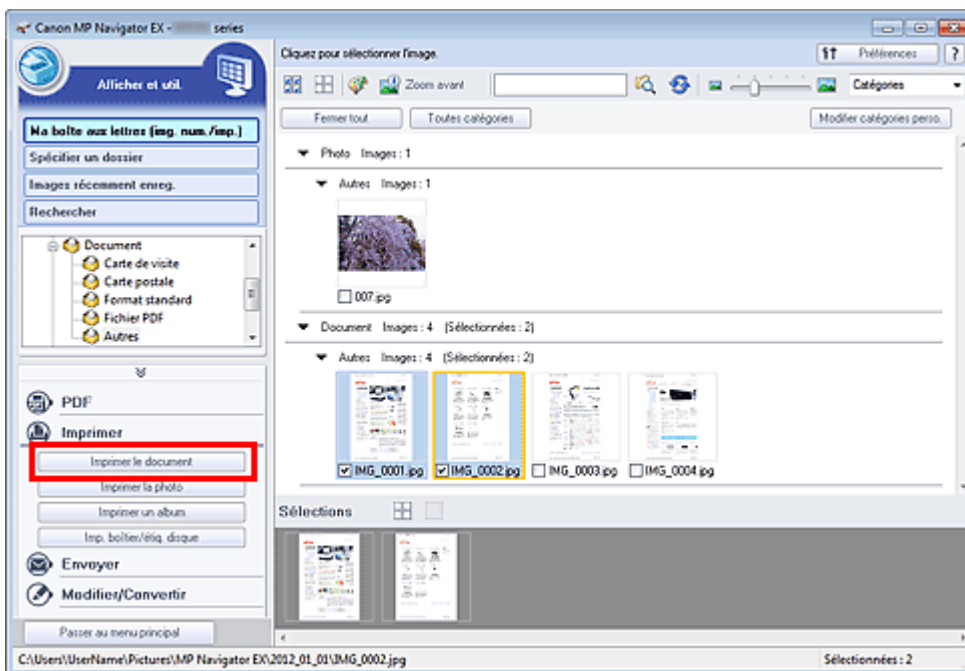 Canon MP Navigator EX - series
Cliquez pour sélectionner l'image.
Préférences
?
Afficher et util.
Zoom avant
Catégories
Ma boîte aux lettres (img. num./imp.)
Spécifier un dossier
Images récemment enreg.
Rechercher
Fermer tout
Toutes catégories
Modifier catégories perso.
Document
Carte de visite
Carte postale
Format standard
Fichier PDF
Autres
Photo Images : 1
Autres Images : 1
007.jpg
Document Images : 4 (Sélectionnées : 2)
Autres Images : 4 (Sélectionnées : 2)
IMG_0001.jpg
IMG_0002.jpg
IMG_0003.jpg
IMG_0004.jpg
PDF
Imprimer
Imprimer le document
Imprimer la photo
Imprimer un album
Imp. boîtier/étiq. disque
Envoyer
Modifier/Convertir
Passer au menu principal
Sélections
C:\Users\UserName\Pictures\MP Navigator EX\2012_01_01\IMG_0002.jpg
Sélectionnées : 2